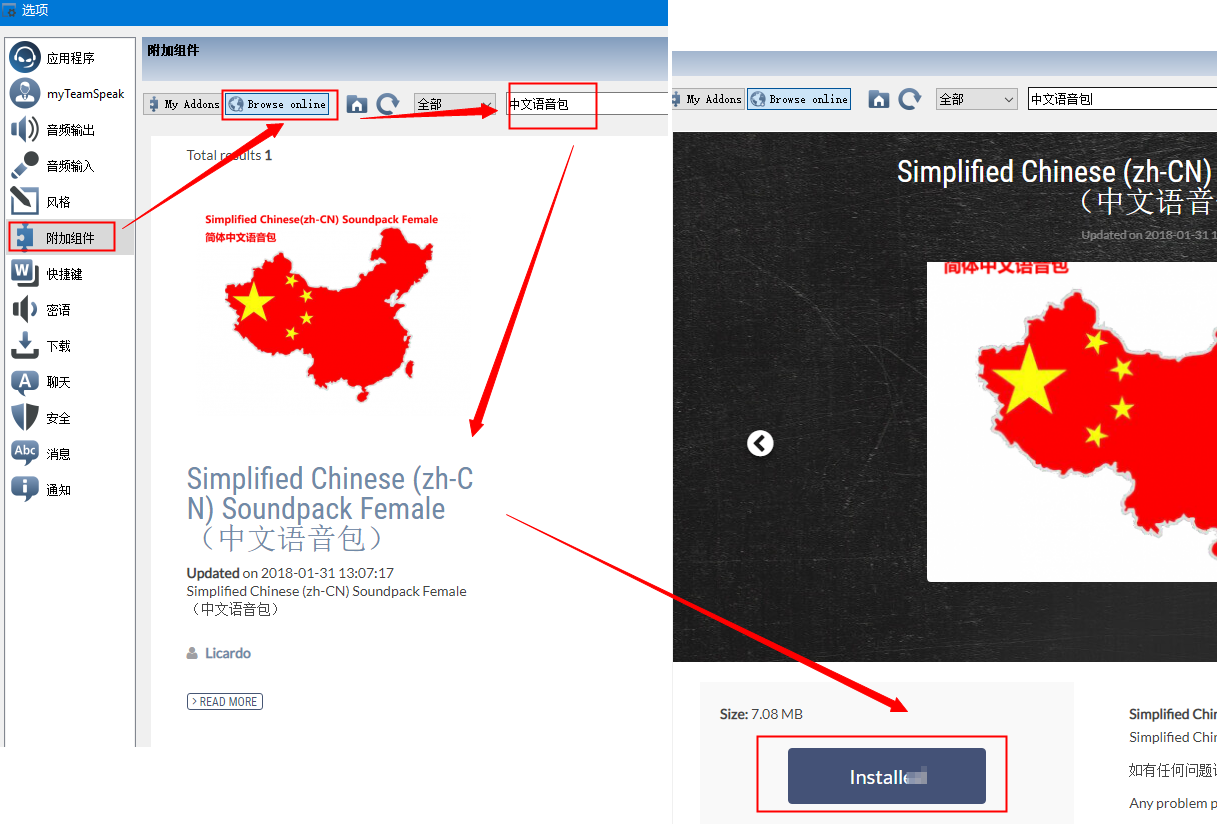 选项
应用程序
myTeamSpeak
音频输出
音频输入
风格
附加组件
快捷键
密语
下载
聊天
安全
消息
通知
附加组件
My Addons
Browse online
全部
中文语音包
Total results 1
Simplified Chinese(zh-CN) Soundpack Female
简体中文语音包
Simplified Chinese (zh-C
N) Soundpack Female
（中文语音包）
Updated on 2018-01-31 13:07:17
Simplified Chinese (zh-CN) Soundpack Female
（中文语音包）
Licardo
> READ MORE
My Addons
Browse online
全部
中文语音包
Simplified Chinese (zh-CN)
（中文语音
Updated on 2018-01-31 1
简体中文语音包
Size: 7.08 MB
Install
Simplified Chin
Simplified Chin
如有任何问题
Any problem p